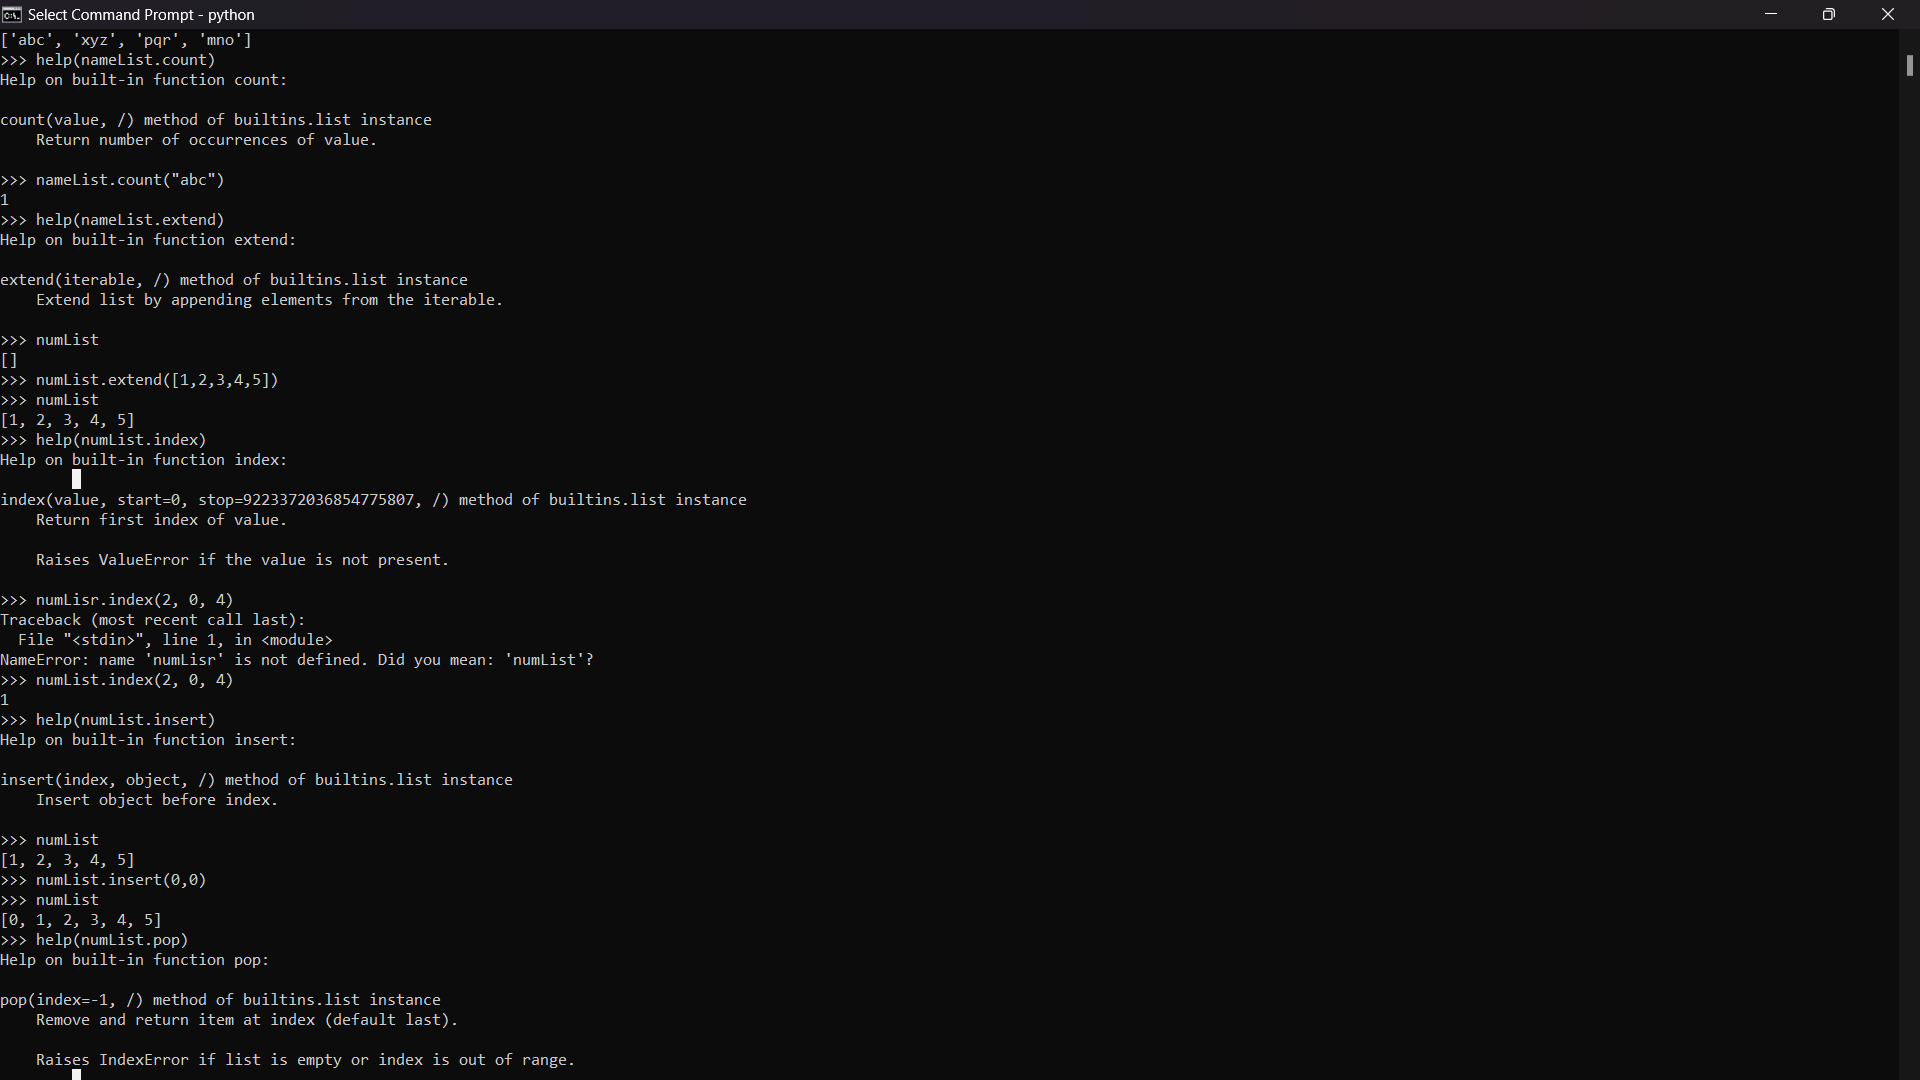 Select Command Prompt - python
['abc', 'xyz', 'pqr', 'mno']
>>> help(nameList.count)
Help on built-in function count:

count(value, /) method of builtins.list instance
    Return number of occurrences of value.

>>> nameList.count("abc")
1
>>> help(nameList.extend)
Help on built-in function extend:

extend(iterable, /) method of builtins.list instance
    Extend list by appending elements from the iterable.

>>> numList
[]
>>> numList.extend([1,2,3,4,5])
>>> numList
[1, 2, 3, 4, 5]
>>> help(numList.index)
Help on built-in function index:

index(value, start=0, stop=9223372036854775807, /) method of builtins.list instance
    Return first index of value.

    Raises ValueError if the value is not present.

>>> numLisr.index(2, 0, 4)
Traceback (most recent call last):
  File "<stdin>", line 1, in <module>
NameError: name 'numLisr' is not defined. Did you mean: 'numList'?
>>> numList.index(2, 0, 4)
1
>>> help(numList.insert)
Help on built-in function insert:

insert(index, object, /) method of builtins.list instance
    Insert object before index.

>>> numList
[1, 2, 3, 4, 5]
>>> numList.insert(0,0)
>>> numList
[0, 1, 2, 3, 4, 5]
>>> help(numList.pop)
Help on built-in function pop:

pop(index=-1, /) method of builtins.list instance
    Remove and return item at index (default last).

    Raises IndexError if list is empty or index is out of range.